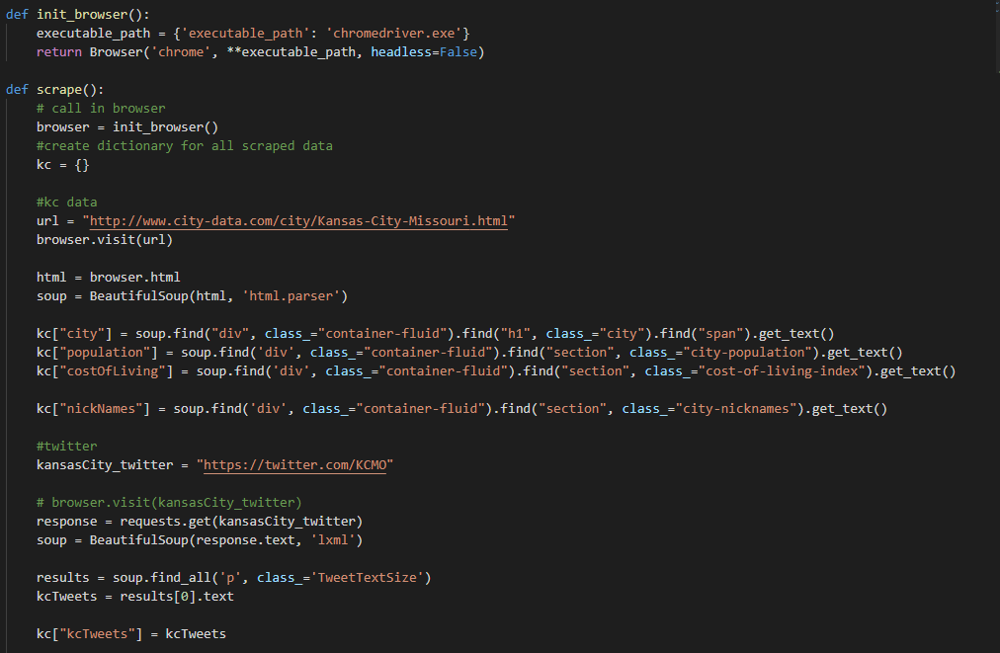 def init_browser():
    executable_path = {'executable_path': 'chromedriver.exe'}
    return Browser('chrome', **executable_path, headless=False)

def scrape():
    # call in browser
    browser = init_browser()
    #create dictionary for all scraped data
    kc = {}

    #kc data
    url = "http://www.city-data.com/city/Kansas-City-Missouri.html"
    browser.visit(url)

    html = browser.html
    soup = BeautifulSoup(html, 'html.parser')

    kc["city"] = soup.find("div", class_="container-fluid").find("h1", class_="city").find("span").get_text()
    kc["population"] = soup.find('div', class_="container-fluid").find("section", class_="city-population").get_text()
    kc["costOfLiving"] = soup.find('div', class_="container-fluid").find("section", class_="cost-of-living-index").get_text()

    kc["nickNames"] = soup.find('div', class_="container-fluid").find("section", class_="city-nicknames").get_text()

    #twitter
    kansasCity_twitter = "https://twitter.com/KCMO"

    # browser.visit(kansasCity_twitter)
    response = requests.get(kansasCity_twitter)
    soup = BeautifulSoup(response.text, 'lxml')

    results = soup.find_all('p', class_='TweetTextSize')
    kcTweets = results[0].text

    kc["kcTweets"] = kcTweets